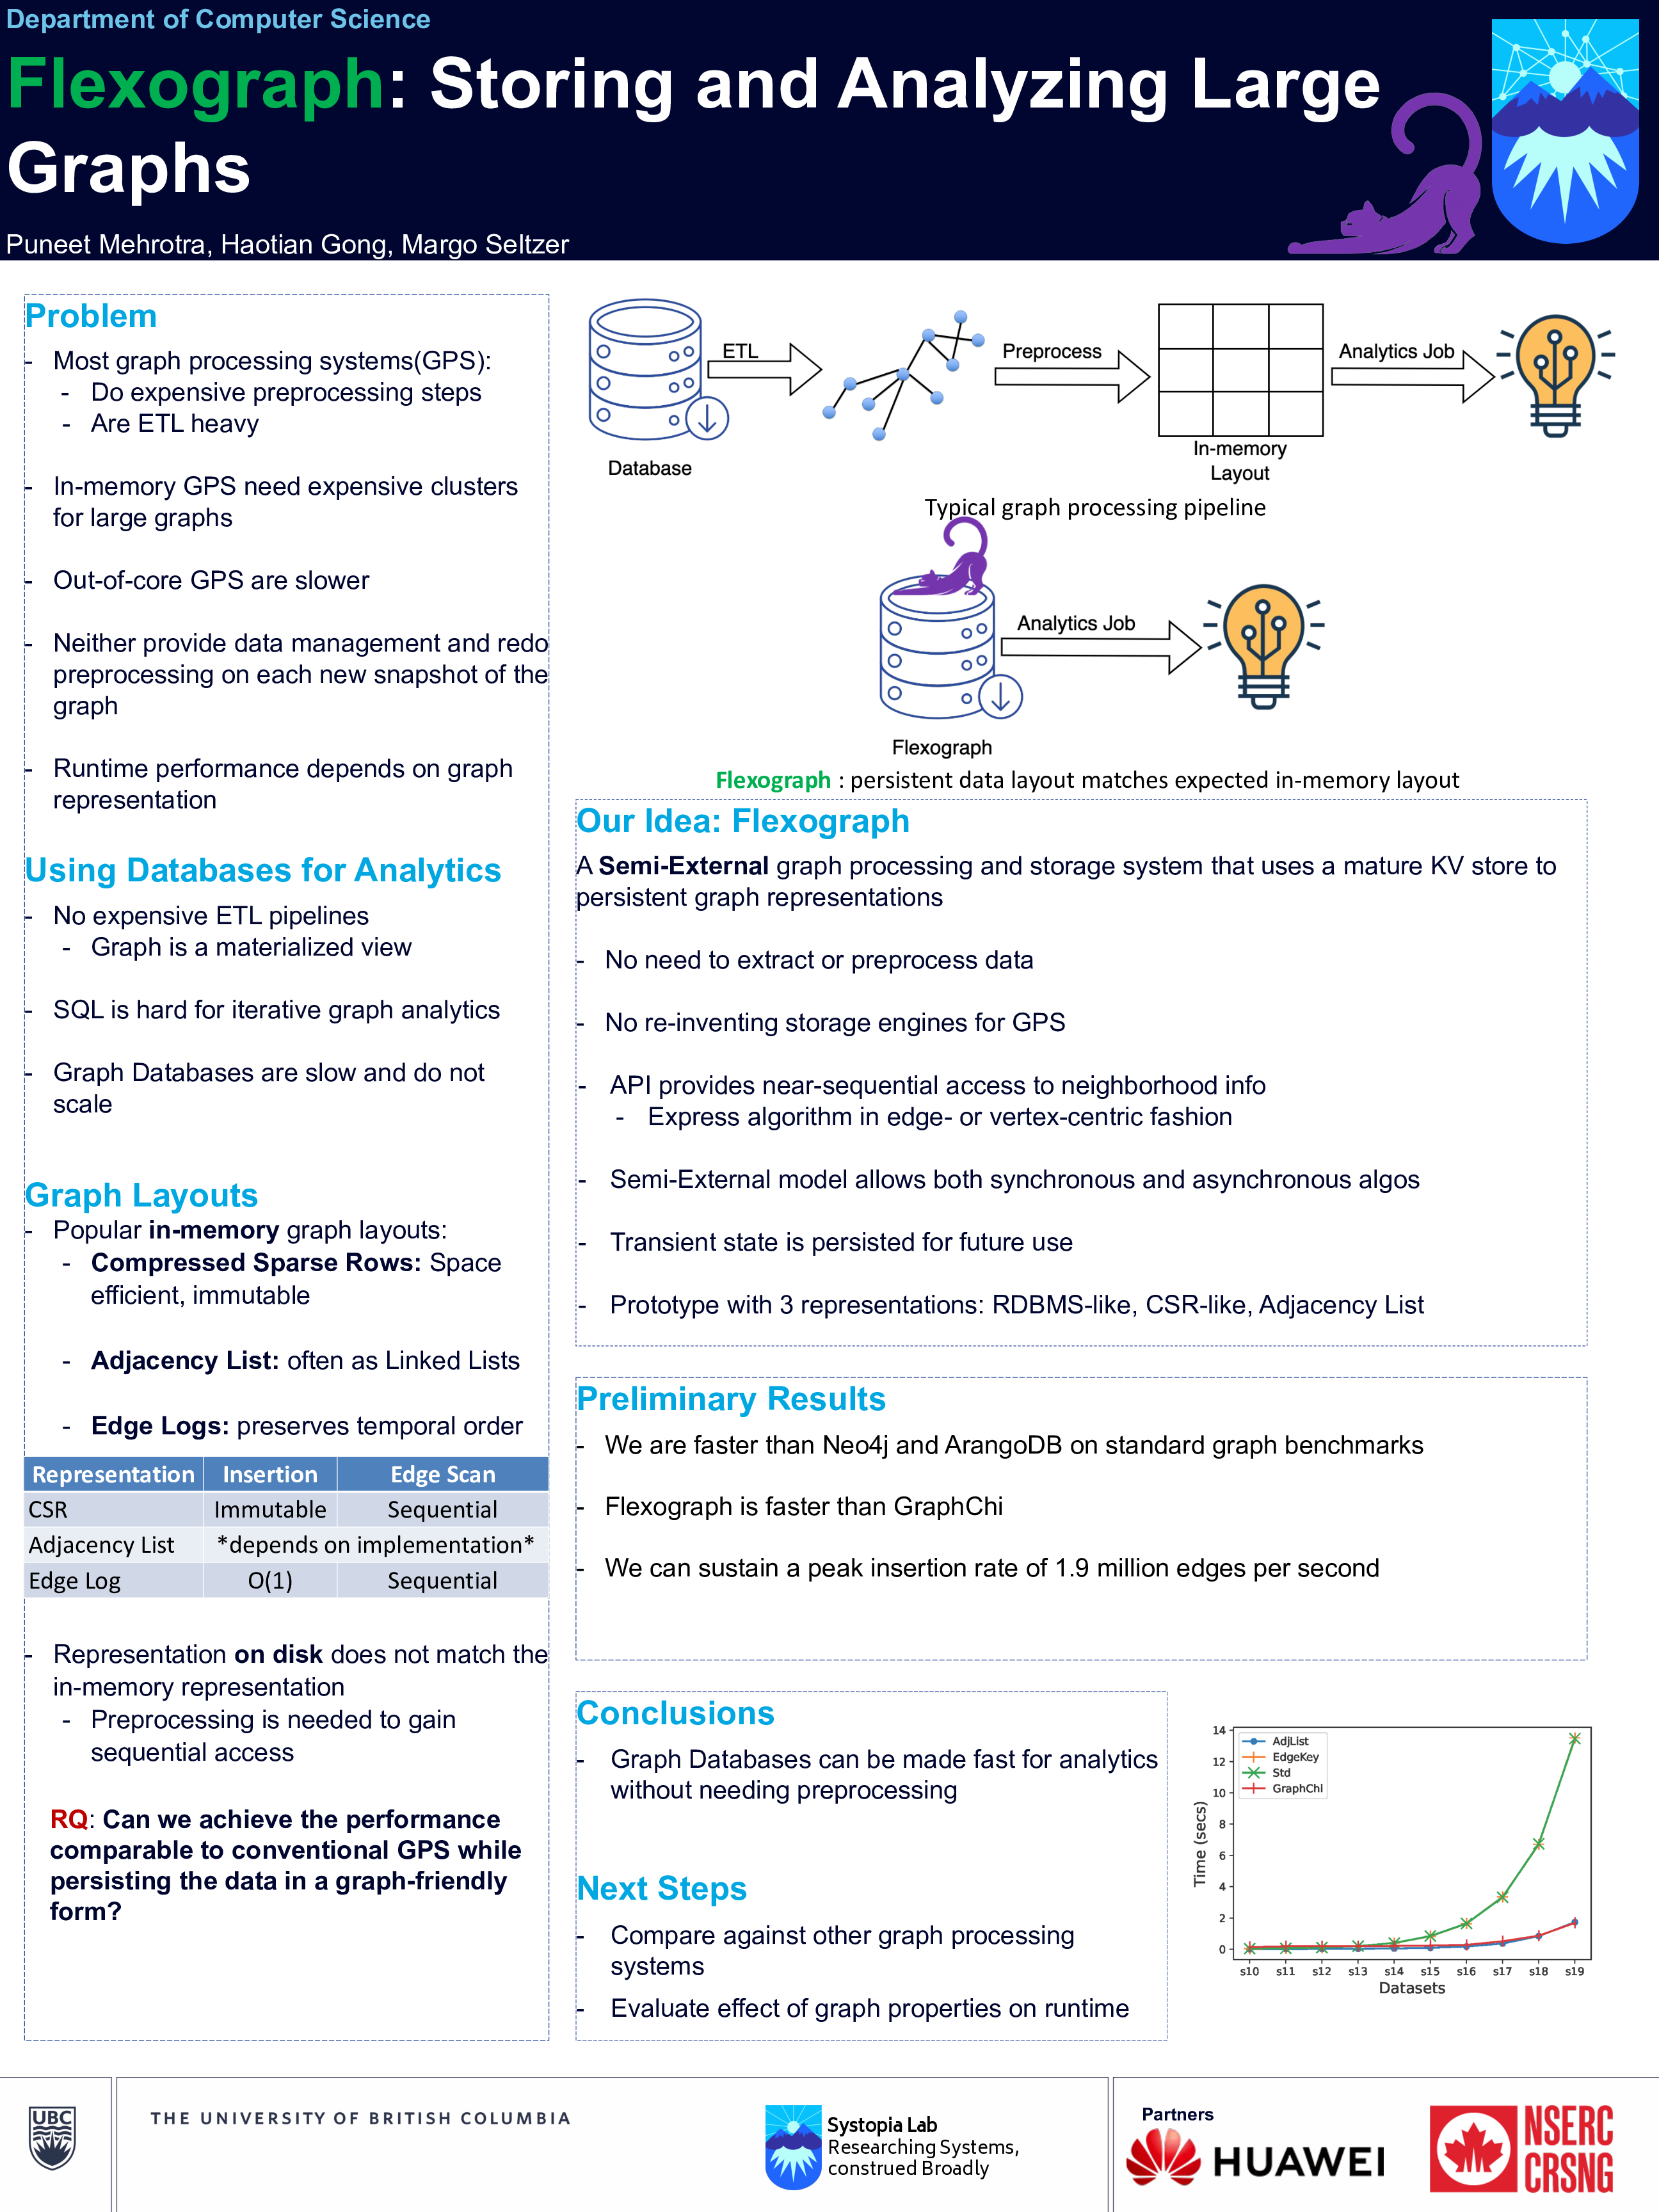 Department of Computer Science
Flexograph: Storing and Analyzing Large
Graphs
Puneet Mehrotra, Haotian Gong, Margo Seltzer
Problem
- Most graph processing systems(GPS):
- Do expensive preprocessing steps
- Are ETL heavy
- In-memory GPS need expensive clusters
for large graphs
- Out-of-core GPS are slower
- Neither provide data management and redo
preprocessing on each new snapshot of the
graph
- Runtime performance depends on graph
representation
Using Databases for Analytics
- No expensive ETL pipelines
- Graph is a materialized view
- SQL is hard for iterative graph analytics
- Graph Databases are slow and do not
scale
Graph Layouts
- Popular in-memory graph layouts:
- Compressed Sparse Rows: Space
efficient, immutable
- Adjacency List: often as Linked Lists
- Edge Logs: preserves temporal order
Representation Insertion Edge Scan
CSR Immutable Sequential
Adjacency List *depends on implementation*
Edge Log O(1) Sequential
- Representation on disk does not match the
in-memory representation
- Preprocessing is needed to gain
sequential access
RQ: Can we achieve the performance
comparable to conventional GPS while
persisting the data in a graph-friendly
form?
ETL
Preprocess
Analytics Job
Database
In-memory
Layout
Typical graph processing pipeline
Analytics Job
Flexograph
Flexograph : persistent data layout matches expected in-memory layout
Our Idea: Flexograph
A Semi-External graph processing and storage system that uses a mature KV store to
persistent graph representations
- No need to extract or preprocess data
- No re-inventing storage engines for GPS
- API provides near-sequential access to neighborhood info
- Express algorithm in edge- or vertex-centric fashion
- Semi-External model allows both synchronous and asynchronous algos
- Transient state is persisted for future use
- Prototype with 3 representations: RDBMS-like, CSR-like, Adjacency List
Preliminary Results
- We are faster than Neo4j and ArangoDB on standard graph benchmarks
- Flexograph is faster than GraphChi
- We can sustain a peak insertion rate of 1.9 million edges per second
Conclusions
- Graph Databases can be made fast for analytics
without needing preprocessing
Next Steps
- Compare against other graph processing
systems
- Evaluate effect of graph properties on runtime
AdjList
EdgeKey
Std
GraphChi
Time (secs)
14
12
10
8
6
4
2
0
s10 s11 s12 s13 s14 s15 s16 s17 s18 s19
Datasets
UBC
THE UNIVERSITY OF BRITISH COLUMBIA
Systopia Lab
Researching Systems,
construed Broadly
Partners
HUAWEI
NSERC
CRSNG